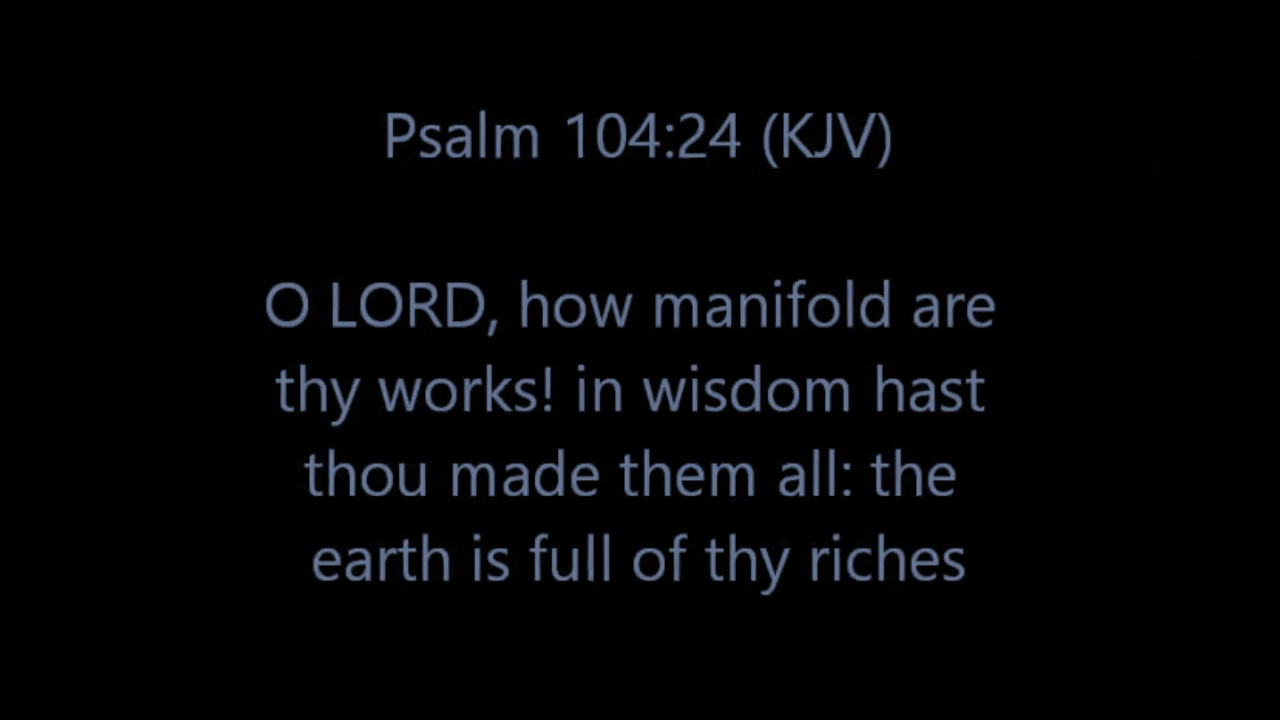 Psalm 104:24 (KJV)
O LORD, how manifold are
thy works! in wisdom hast
thou made them all: the
earth is full of thy riches